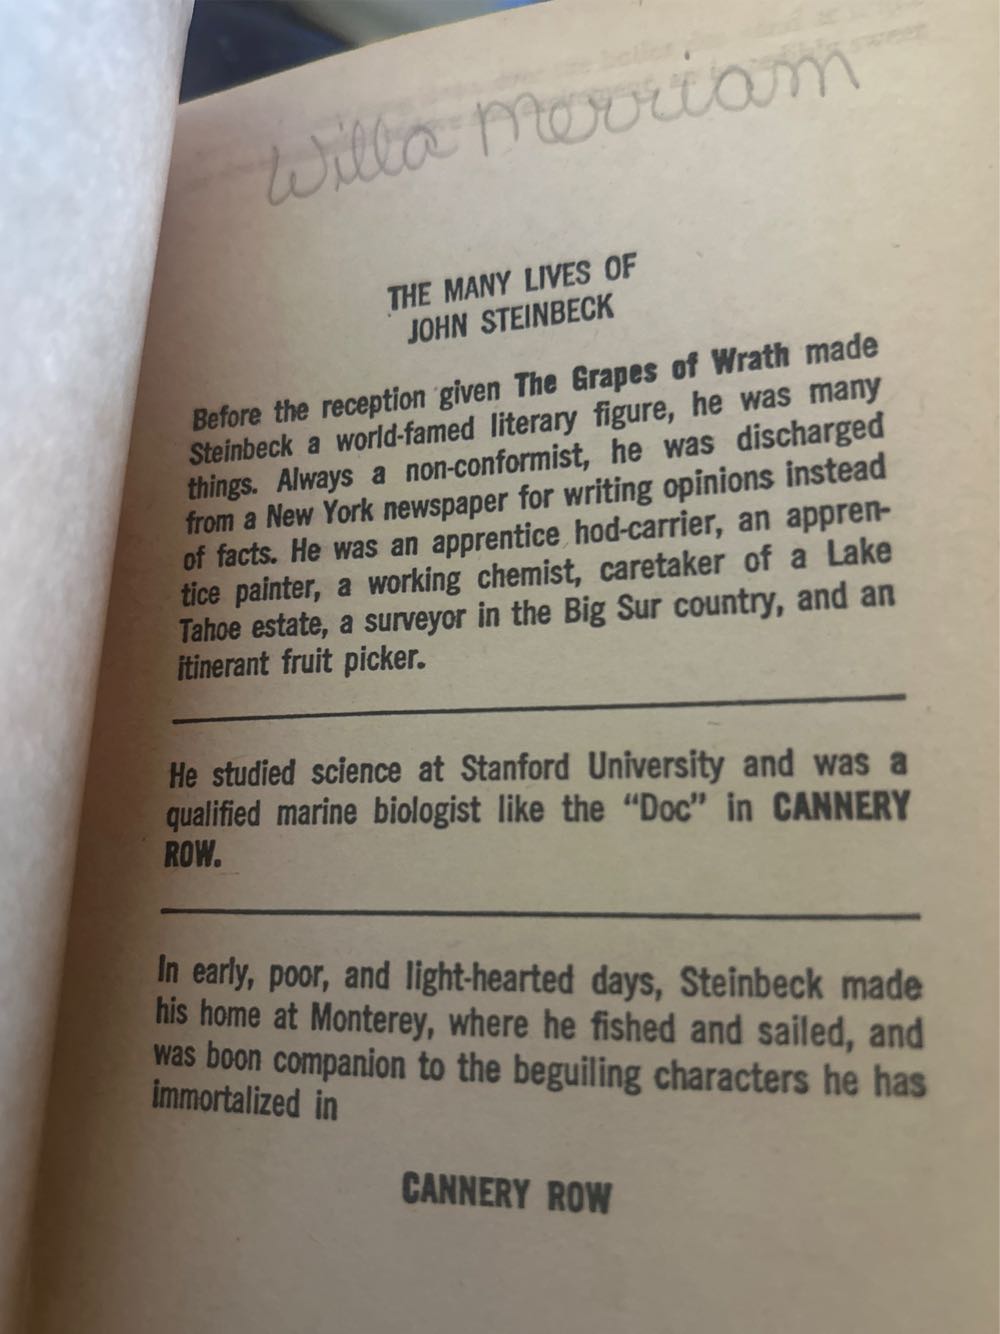 Willa Merriam
THE MANY LIVES OF
JOHN STEINBECK
Before the reception given The Grapes of Wrath made
Steinbeck a world-famed literary figure, he was many
things. Always a non-conformist, he was discharged
from a New York newspaper for writing opinions instead
of facts. He was an apprentice hod-carrier, an appren-
tice painter, a working chemist, caretaker of a Lake
Tahoe estate, a surveyor in the Big Sur country, and an
itinerant fruit picker.
He studied science at Stanford University and was a
qualified marine biologist like the “Doc” in CANNERY
ROW.
In early, poor, and light-hearted days, Steinbeck made
his home at Monterey, where he fished and sailed, and
was boon companion to the beguiling characters he has
immortalized in
CANNERY ROW